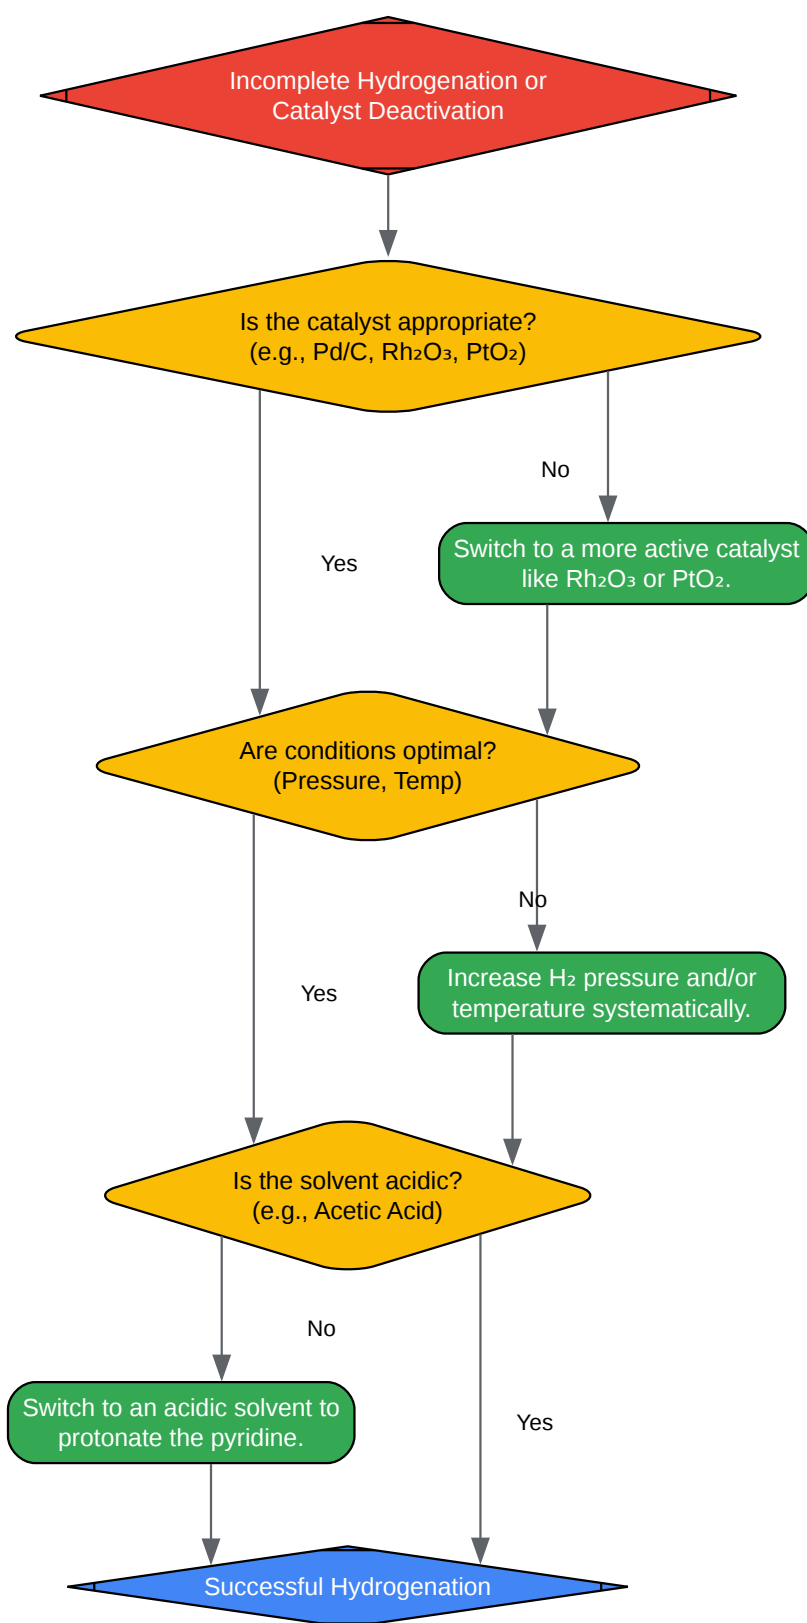 Incomplete Hydrogenation or
Catalyst Deactivation
Is the catalyst appropriate?
(e.g., Pd/C, Rh₂O₃, PtO₂)
No
Yes
Switch to a more active catalyst
like Rh₂O₃ or PtO₂.
Are conditions optimal?
(Pressure, Temp)
No
Yes
Increase H₂ pressure and/or
temperature systematically.
Is the solvent acidic?
(e.g., Acetic Acid)
No
Switch to an acidic solvent to
protonate the pyridine.
Yes
Successful Hydrogenation